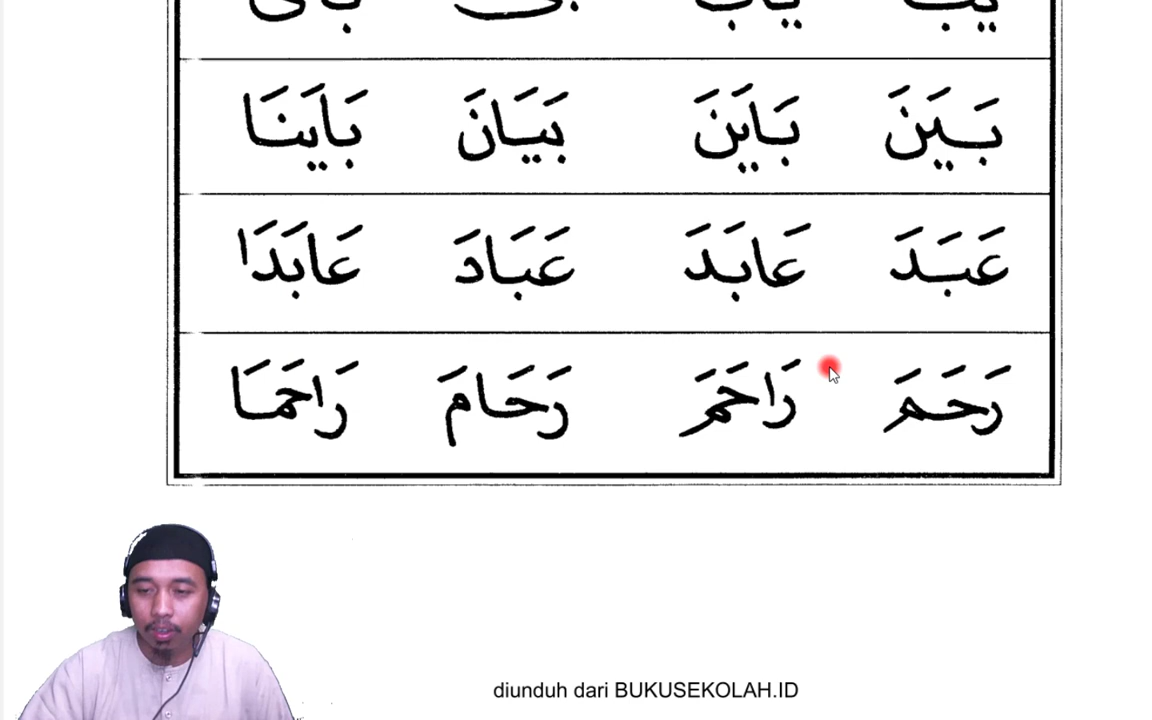 بَيَنَ بَايَنَ بَيَانَ بَايَنَا
عَبَدَ عَابَدَ عَبَادَ عَابَدَا
رَحَمَ رَاحَمَ رَحَامَ رَاحَمَا
diunduh dari BUKUSEKOLAH.ID